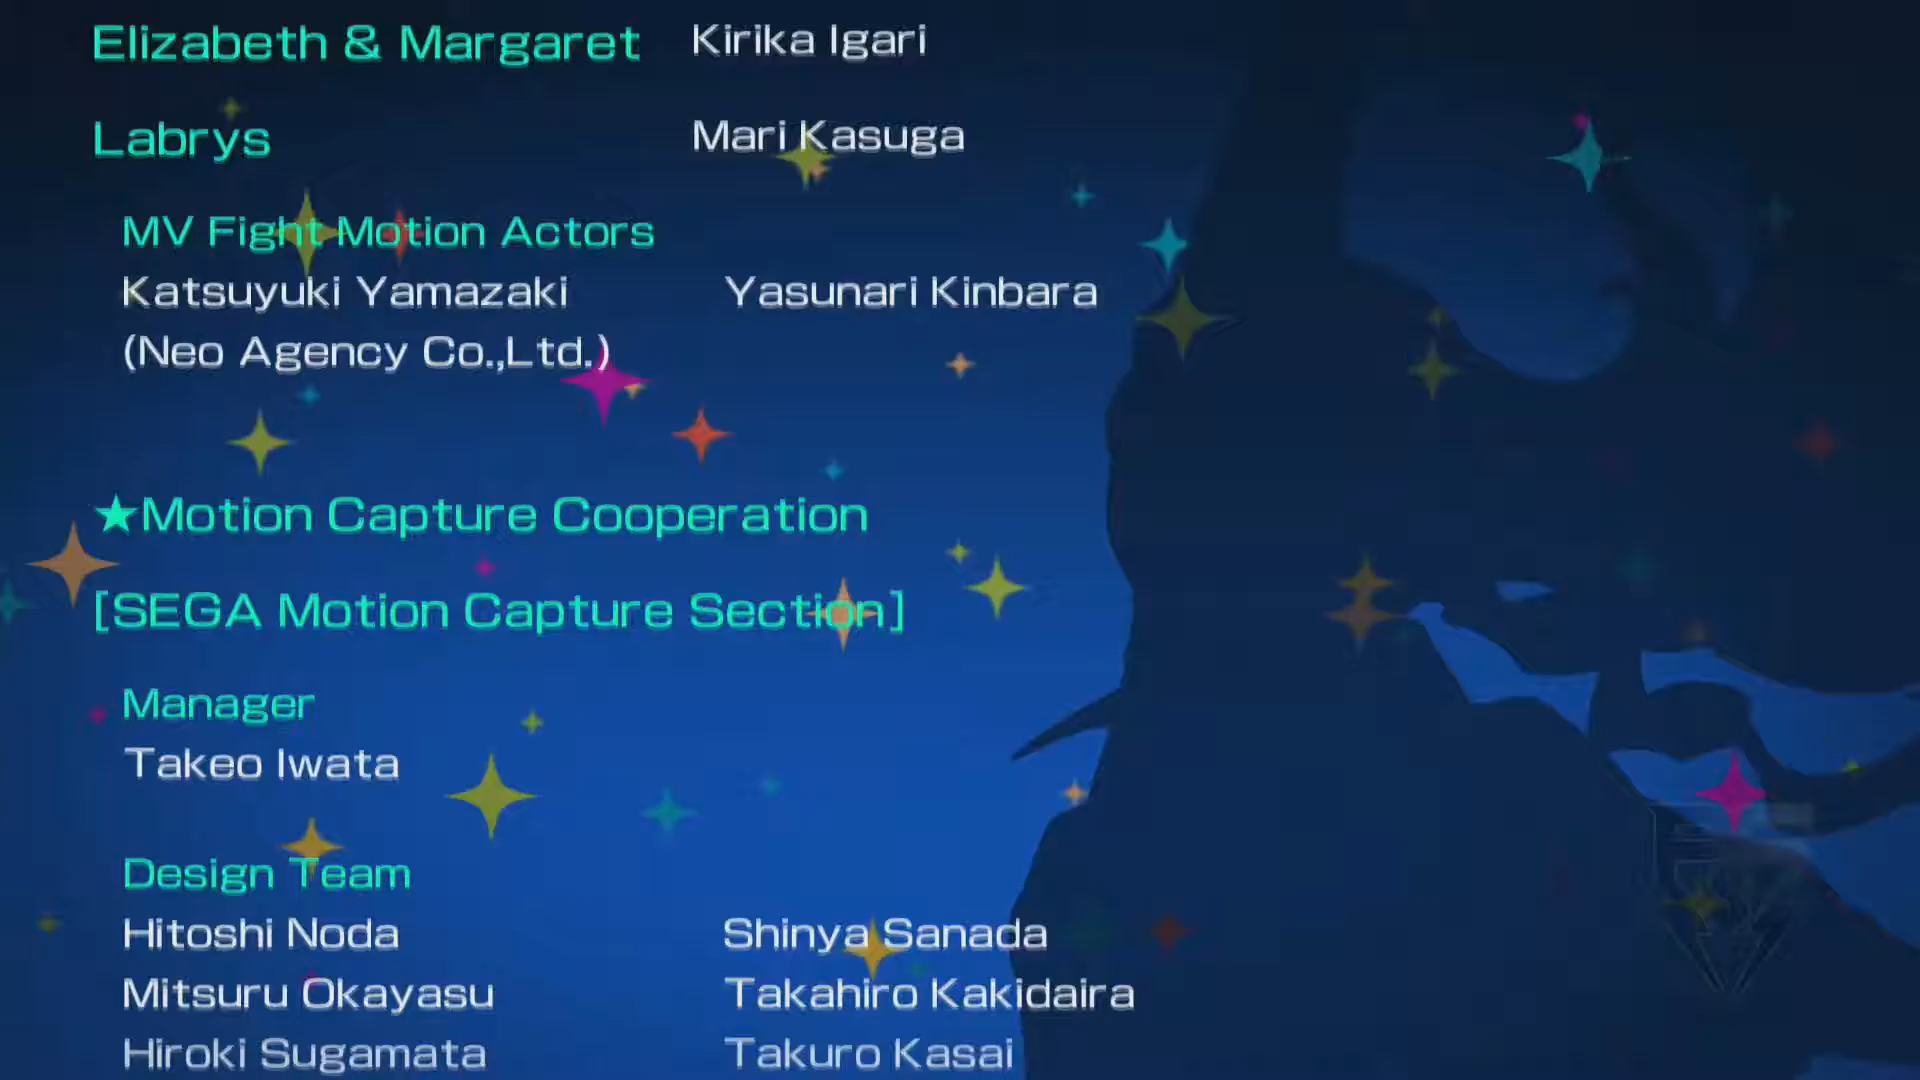 Elizabeth & Margaret Kirika Igari
Labrys Mari Kasuga
MV Fight Motion Actors
Katsuyuki Yamazaki Yasunari Kinbara
(Neo Agency Co.,Ltd.)
★Motion Capture Cooperation
[SEGA Motion Capture Section]
Manager
Takeo Iwata
Design Team
Hitoshi Noda Shinya Sanada
Mitsuru Okayasu Takahiro Kakidaira
Hiroki Sugamata Takuro Kasai